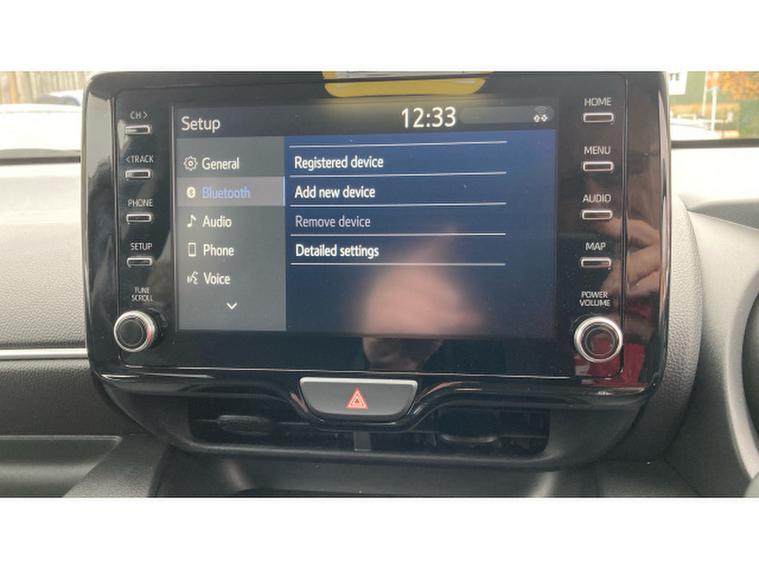 CH >
< TRACK
PHONE
SETUP
TUNE
SCROLL
Setup
12:33
General
Bluetooth
Audio
Phone
Voice
Registered device
Add new device
Remove device
Detailed settings
HOME
MENU
AUDIO
MAP
POWER
VOLUME